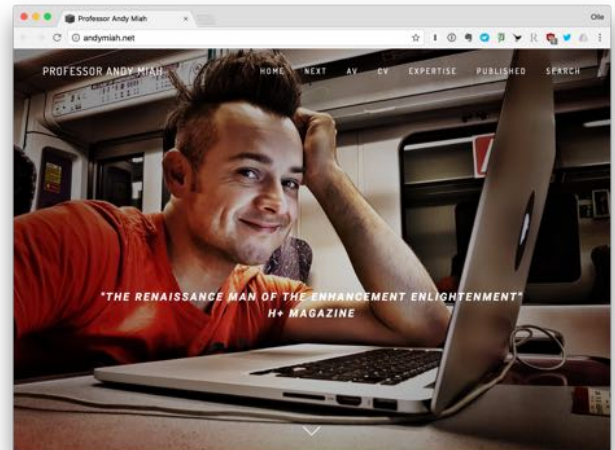 Professor Andy Miah
Olle
andymiah.net
PROFESSOR ANDY MIAH
HOME NEXT AV CV EXPERTISE PUBLISHED SEARCH
"THE RENAISSANCE MAN OF THE ENHANCEMENT ENLIGHTENMENT"
H+ MAGAZINE